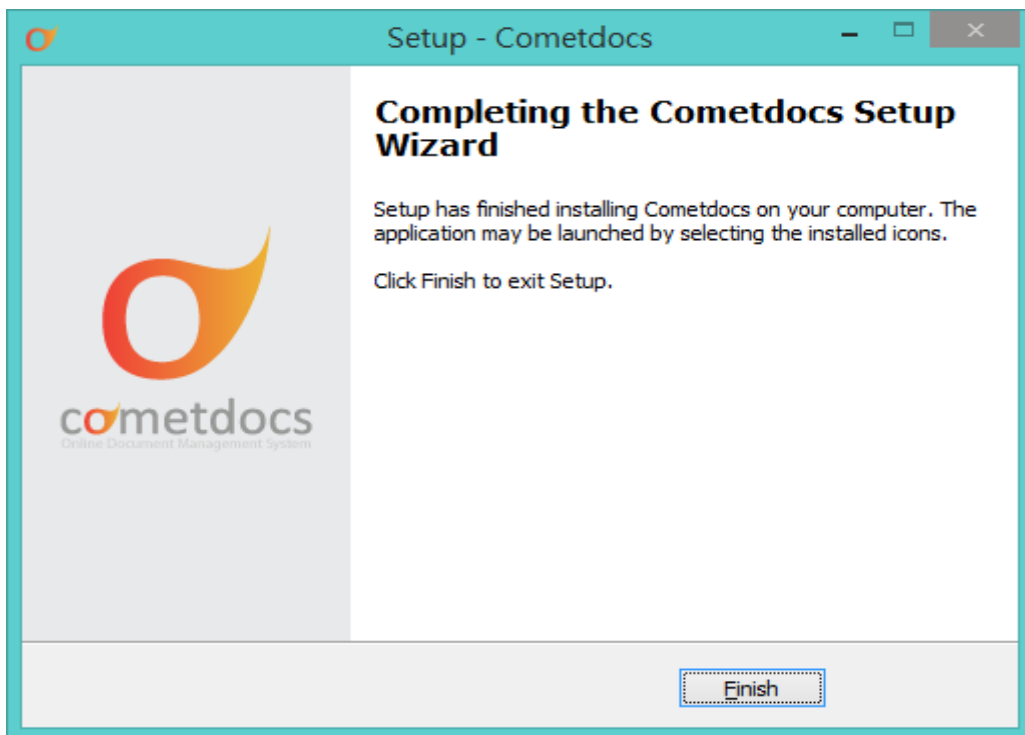 Setup - Cometdocs
Completing the Cometdocs Setup
Wizard
Setup has finished installing Cometdocs on your computer. The
application may be launched by selecting the installed icons.
Click Finish to exit Setup.
cometdocs
Online Document Management System
Finish